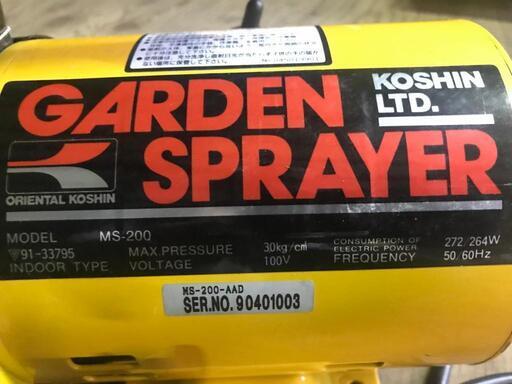 GARDEN
SPRAYER
KOSHIN
LTD.
ORIENTAL KOSHIN
MODEL MS-200
▽91-33795 MAX.PRESSURE 30kg/cm² CONSUMPTION OF ELECTRIC POWER 272.264W
INDOOR TYPE VOLTAGE 100V FREQUENCY 50/60Hz
MS-200-AAD
SER.NO.90401003